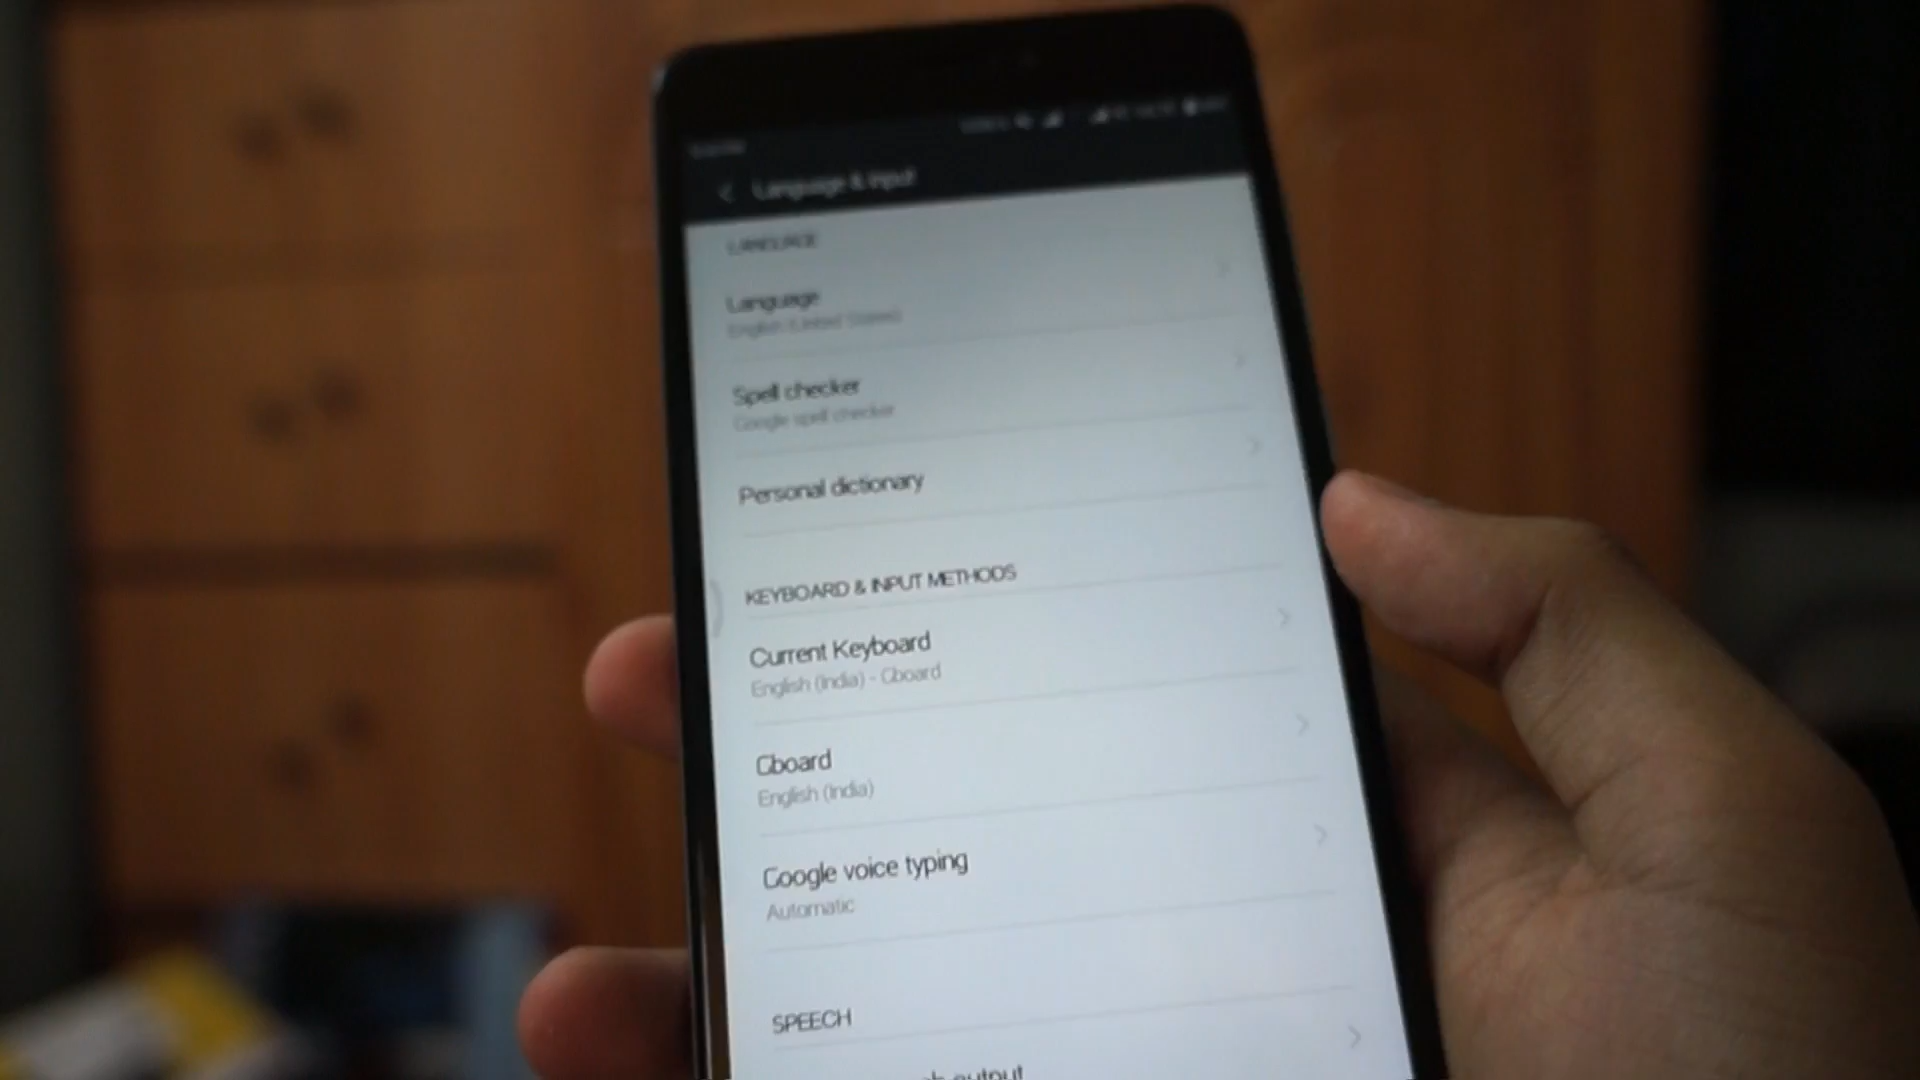 Language & input
LANGUAGE
Language
English (United States)
Spell checker
Google spell checker
Personal dictionary
KEYBOARD & INPUT METHODS
Current Keyboard
English (India) - Gboard
Gboard
English (India)
Google voice typing
Automatic
SPEECH
output